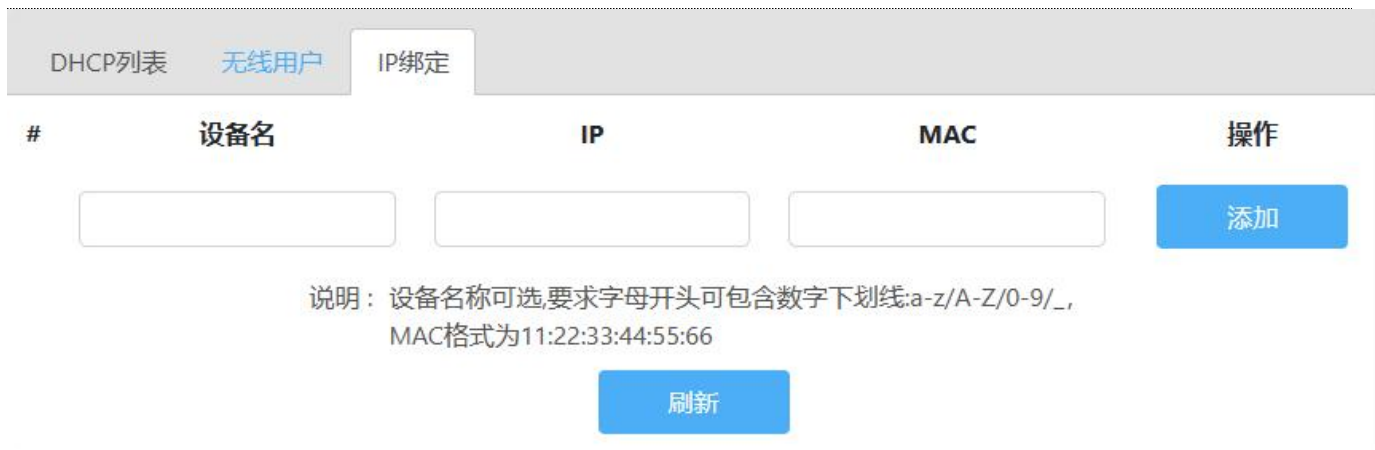 DHCP列表 无线用户 IP绑定
# 设备名 IP MAC 操作
添加
说明： 设备名称可选,要求字母开头可包含数字下划线:a-z/A-Z/0-9/_，
MAC格式为11:22:33:44:55:66
刷新